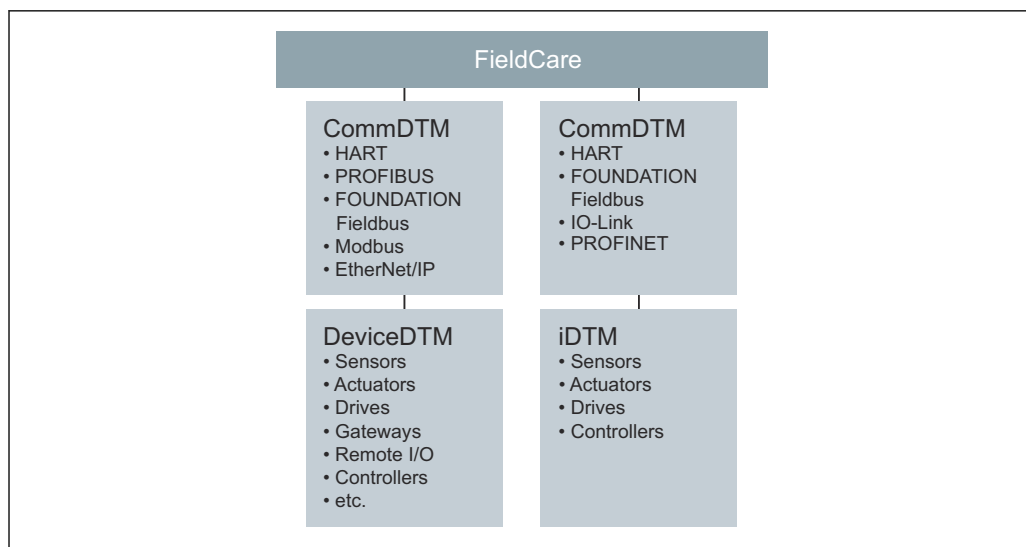 FieldCare
CommDTM
• HART
• PROFIBUS
• FOUNDATION
Fieldbus
• Modbus
• EtherNet/IP
CommDTM
• HART
• FOUNDATION
Fieldbus
• IO-Link
• PROFINET
DeviceDTM
• Sensors
• Actuators
• Drives
• Gateways
• Remote I/O
• Controllers
• etc.
iDTM
• Sensors
• Actuators
• Drives
• Controllers